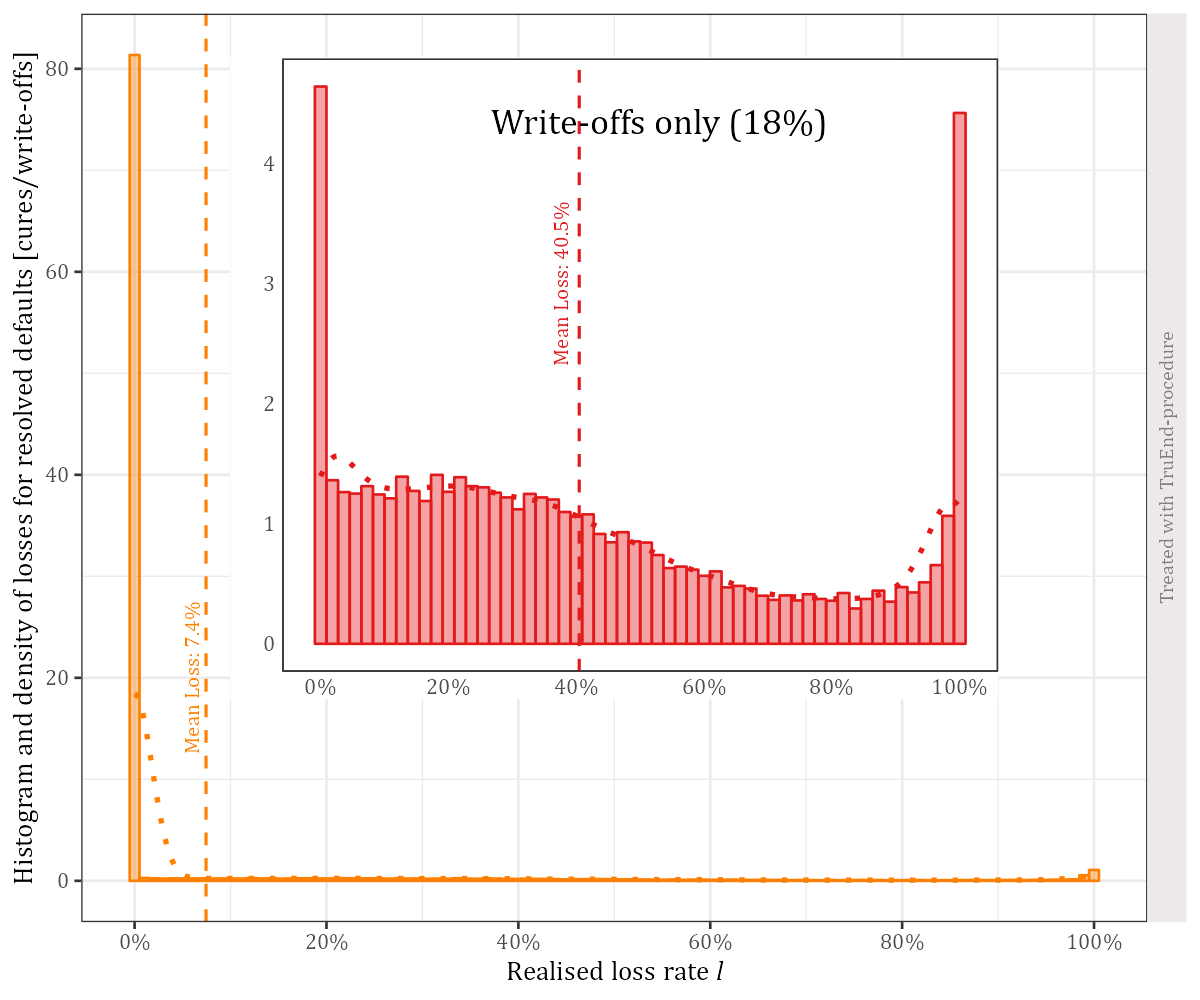 Histogram and density of losses for resolved defaults [cures/write-offs]
80
60
40
20
0
Mean Loss: 7.4%
Write-offs only (18%)
4
3
2
1
0
Mean Loss: 40.5%
0% 20% 40% 60% 80% 100%
Treated with TruEnd-procedure
0% 20% 40% 60% 80% 100%
Realised loss rate l